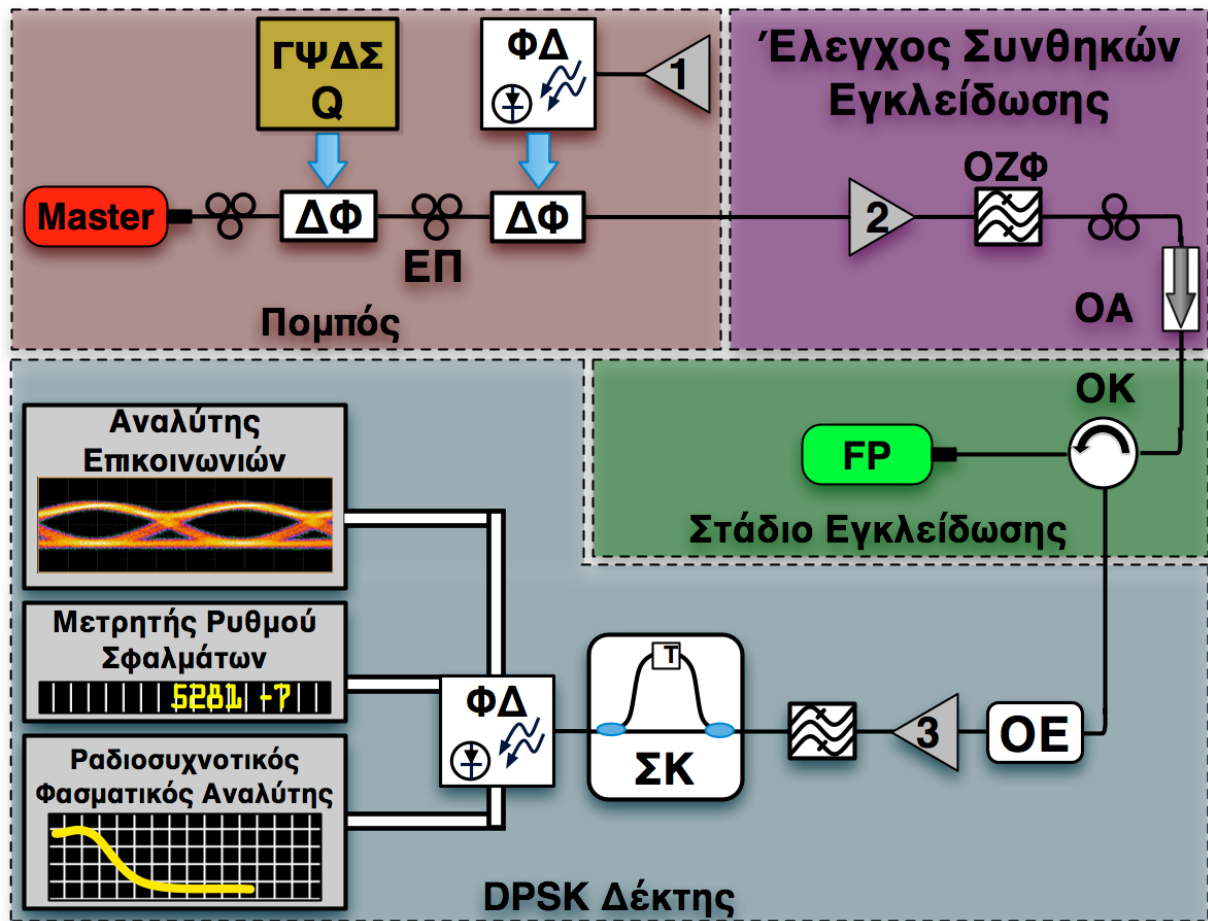 ΓΨΔΣ
Q
ΦΔ
1
Έλεγχος Συνθηκών
Εγκλείδωσης
Master
ΔΦ
ΕΠ
ΔΦ
2
ΟΖΦ
ΟΑ
Πομπός
ΟΚ
FP
Στάδιο Εγκλείδωσης
Αναλύτης
Επικοινωνιών
Μετρητής Ρυθμού
Σφαλμάτων
5281 -7
Ραδιοσυχνοτικός
Φασματικός Αναλύτης
ΦΔ
T
ΣΚ
3
ΟΕ
DPSK Δέκτης